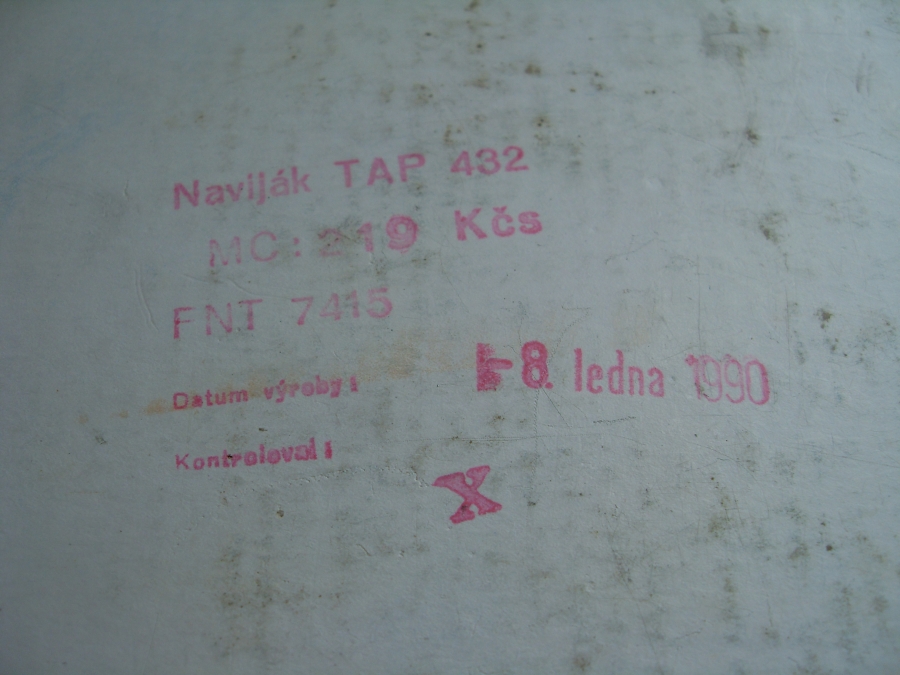 Naviják TAP 432
MC: 219 Kčs
FNT 7415
Datum výroby: -8. ledna 1990
Kontroloval:
X